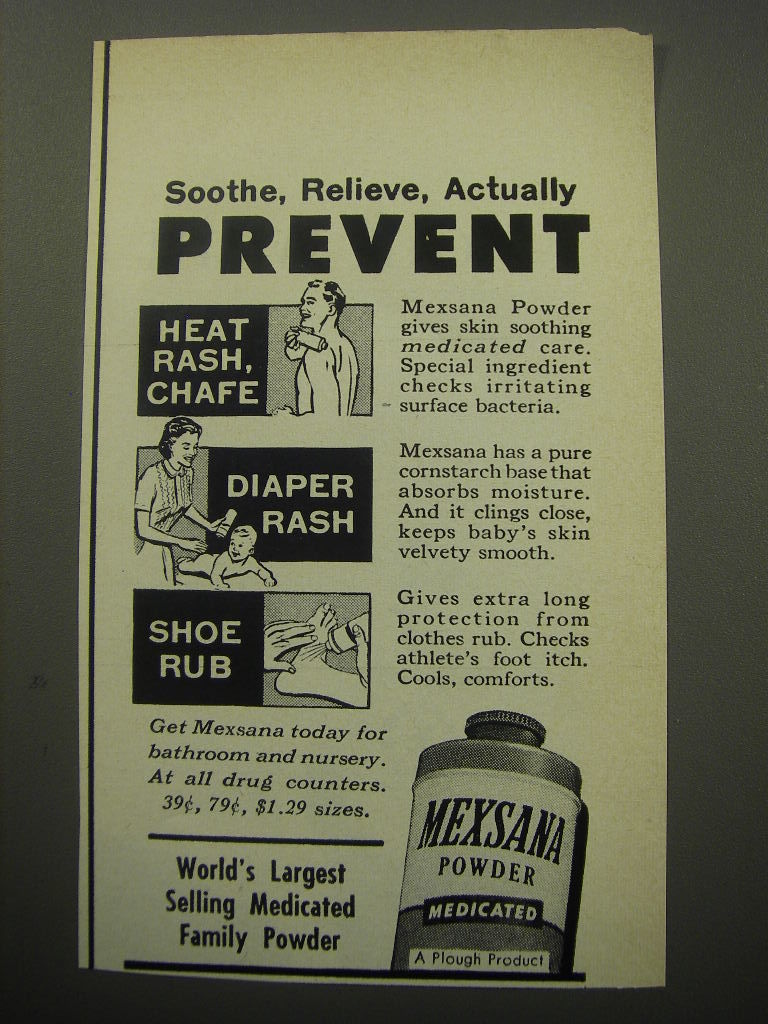 Soothe, Relieve, Actually
PREVENT
HEAT
RASH,
CHAFE
Mexsana Powder
gives skin soothing
medicated care.
Special ingredient
checks irritating
surface bacteria.
DIAPER
RASH
Mexsana has a pure
cornstarch base that
absorbs moisture.
And it clings close,
keeps baby's skin
velvety smooth.
SHOE
RUB
Gives extra long
protection from
clothes rub. Checks
athlete's foot itch.
Cools, comforts.
Get Mexsana today for
bathroom and nursery.
At all drug counters.
39¢, 79¢, $1.29 sizes.
World's Largest
Selling Medicated
Family Powder
MEXSANA
POWDER
MEDICATED
A Plough Product